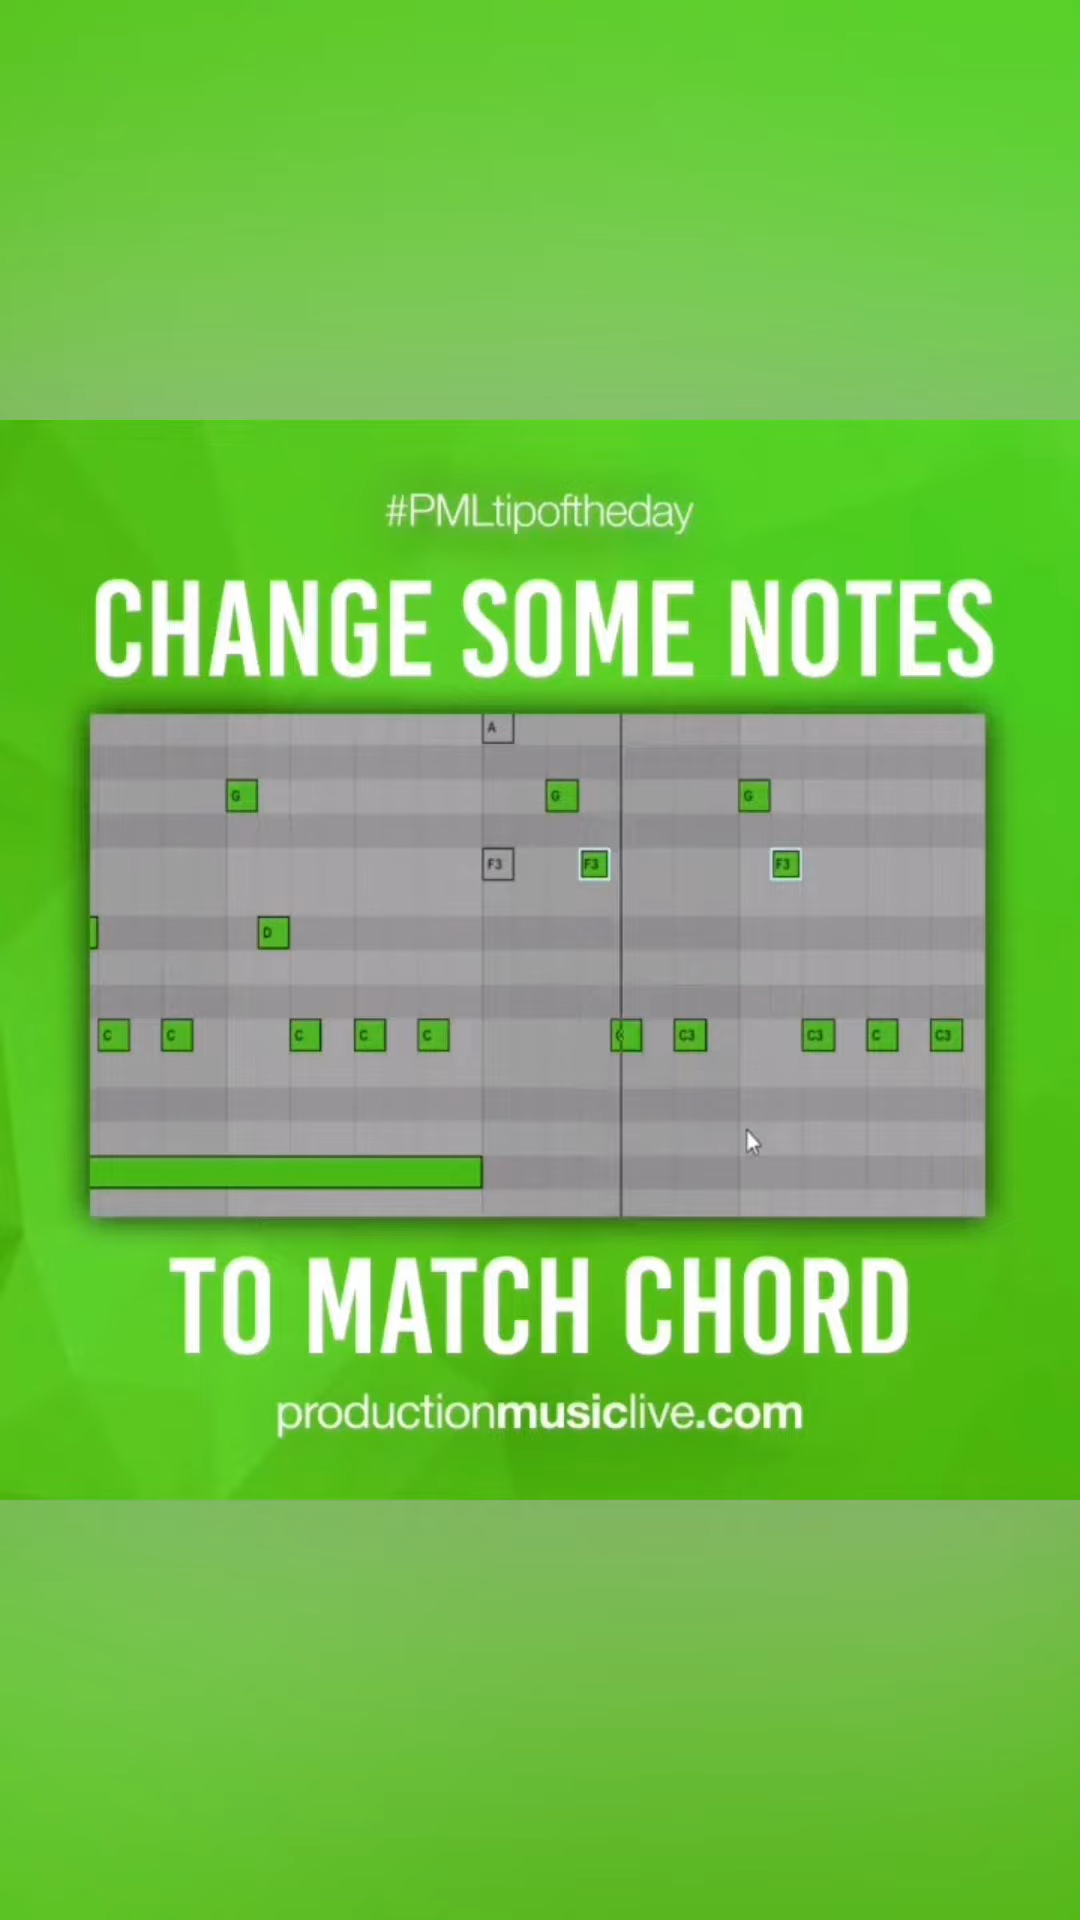 #PMLtipoftheday
CHANGE SOME NOTES
A
G G G
F3 F3 F3
D
C C C C C C3 C3 C C3
TO MATCH CHORD
productionmusiclive.com